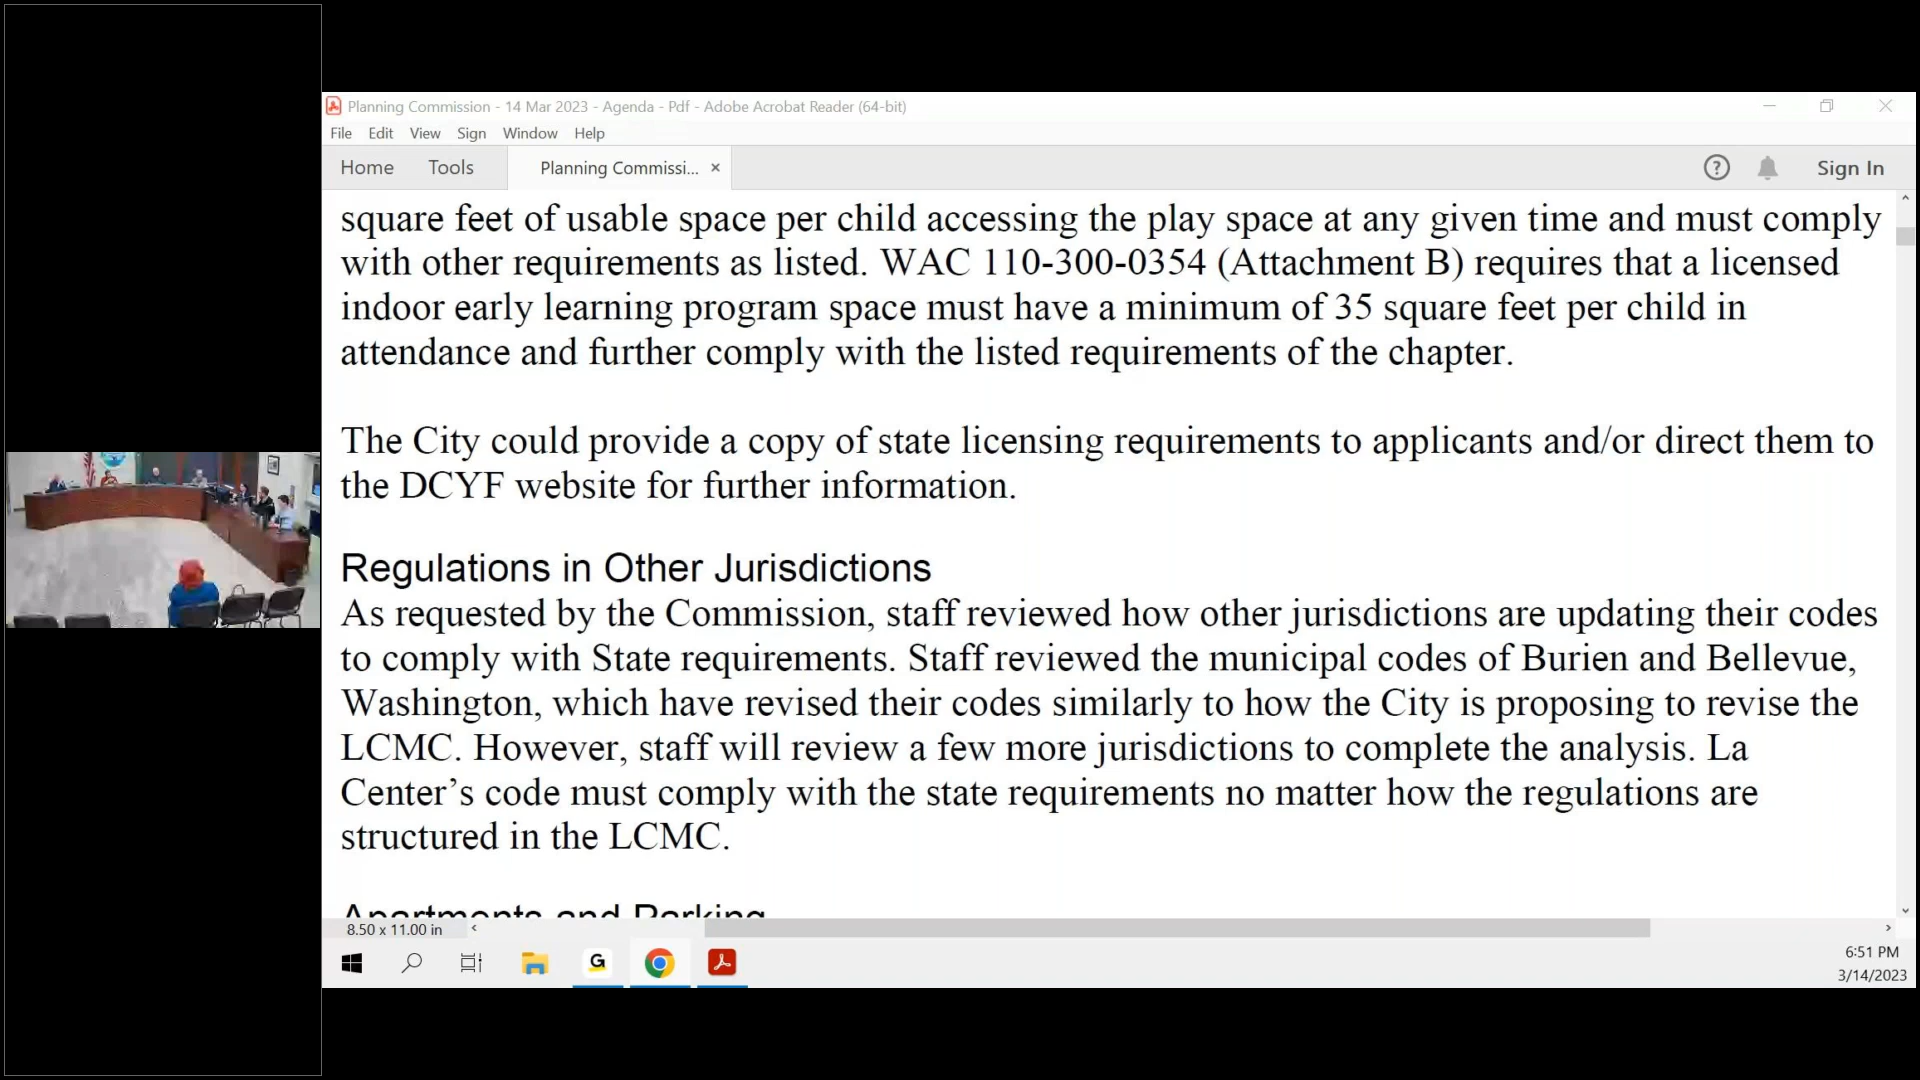 Planning Commission - 14 Mar 2023 - Agenda - Pdf - Adobe Acrobat Reader (64-bit)
File Edit View Sign Window Help
Home Tools Planning Commissi... × Sign In
square feet of usable space per child accessing the play space at any given time and must comply
with other requirements as listed. WAC 110-300-0354 (Attachment B) requires that a licensed
indoor early learning program space must have a minimum of 35 square feet per child in
attendance and further comply with the listed requirements of the chapter.
The City could provide a copy of state licensing requirements to applicants and/or direct them to
the DCYF website for further information.
Regulations in Other Jurisdictions
As requested by the Commission, staff reviewed how other jurisdictions are updating their codes
to comply with State requirements. Staff reviewed the municipal codes of Burien and Bellevue,
Washington, which have revised their codes similarly to how the City is proposing to revise the
LCMC. However, staff will review a few more jurisdictions to complete the analysis. La
Center’s code must comply with the state requirements no matter how the regulations are
structured in the LCMC.
Apartments and Parking
8.50 x 11.00 in
G
6:51 PM
3/14/2023